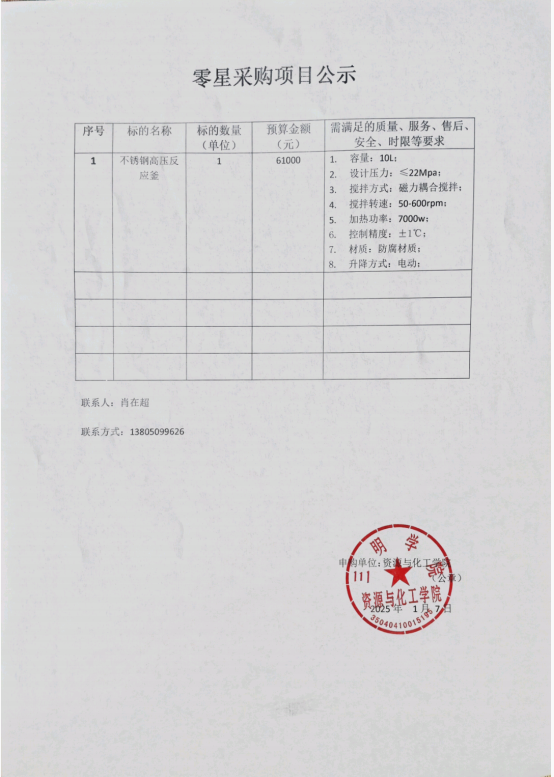 零星采购项目公示
序号 标的名称 标的数量（单位） 预算金额（元） 需满足的质量、服务、售后、安全、时限等要求
1 不锈钢高压反应釜 1 61000
1. 容量：10L；
2. 设计压力：≤22Mpa；
3. 搅拌方式：磁力耦合搅拌；
4. 搅拌转速：50-600rpm；
5. 加热功率：7000w；
6. 控制精度：±1℃；
7. 材质：防腐材质；
8. 升降方式：电动；
联系人：肖在超
联系方式：13805099626
申购单位：资源与化工学院
（公章）
2025 年 1 月 7 日
三明学院
资源与化工学院